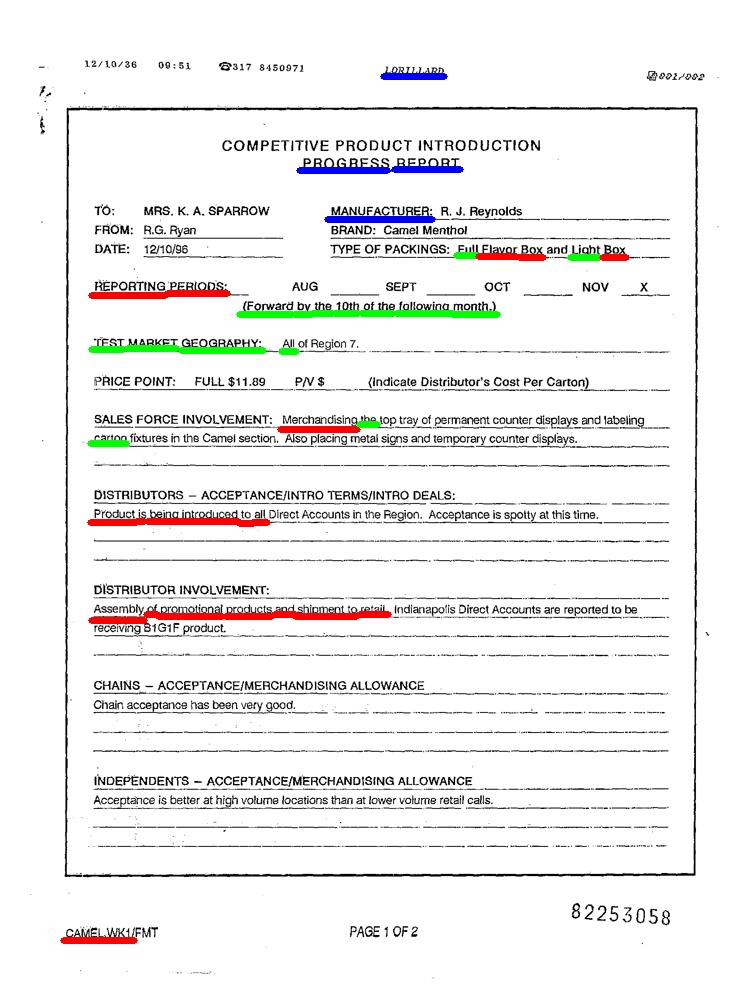 12/10/36 09:51 ☎317 8450971 LORILLARD 001/002
COMPETITIVE PRODUCT INTRODUCTION
PROGRESS REPORT
TO: MRS. K. A. SPARROW MANUFACTURER: R. J. Reynolds
FROM: R.G. Ryan BRAND: Camel Menthol
DATE: 12/10/96 TYPE OF PACKINGS: Full Flavor Box and Light Box
REPORTING PERIODS: AUG SEPT OCT NOV X
(Forward by the 10th of the following month.)
TEST MARKET GEOGRAPHY: All of Region 7.
PRICE POINT: FULL $11.89 P/V $ (Indicate Distributor's Cost Per Carton)
SALES FORCE INVOLVEMENT: Merchandising the top tray of permanent counter displays and labeling
carton fixtures in the Camel section. Also placing metal signs and temporary counter displays.
DISTRIBUTORS – ACCEPTANCE/INTRO TERMS/INTRO DEALS:
Product is being introduced to all Direct Accounts in the Region. Acceptance is spotty at this time.
DISTRIBUTOR INVOLVEMENT:
Assembly of promotional products and shipment to retail. Indianapolis Direct Accounts are reported to be
receiving B1G1F product.
CHAINS – ACCEPTANCE/MERCHANDISING ALLOWANCE
Chain acceptance has been very good.
INDEPENDENTS – ACCEPTANCE/MERCHANDISING ALLOWANCE
Acceptance is better at high volume locations than at lower volume retail calls.
82253058
CAMEL.WK1/FMT PAGE 1 OF 2